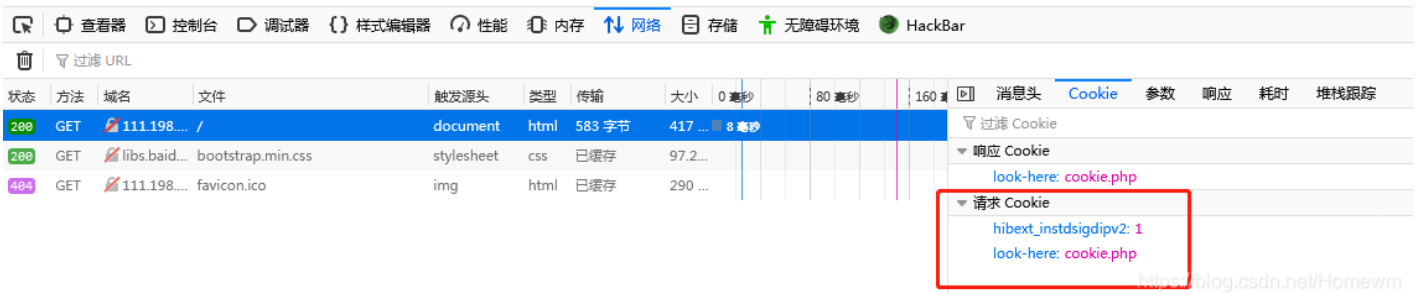 查看器 控制台 调试器 {} 样式编辑器 性能 内存 网络 存储 无障碍环境 HackBar
过滤 URL
状态 方法 域名 文件 触发源头 类型 传输 大小 0 毫秒 80 毫秒 160 毫
200 GET 111.198.... / document html 583 字节 417 ... 8 毫秒
200 GET libs.baid... bootstrap.min.css stylesheet css 已缓存 97.2...
404 GET 111.198.... favicon.ico img html 已缓存 290 ...
消息头 Cookie 参数 响应 耗时 堆栈跟踪
过滤 Cookie
响应 Cookie
look-here: cookie.php
请求 Cookie
hibext_instdsigdipv2: 1
look-here: cookie.php
https://blog.csdn.net/Homewm